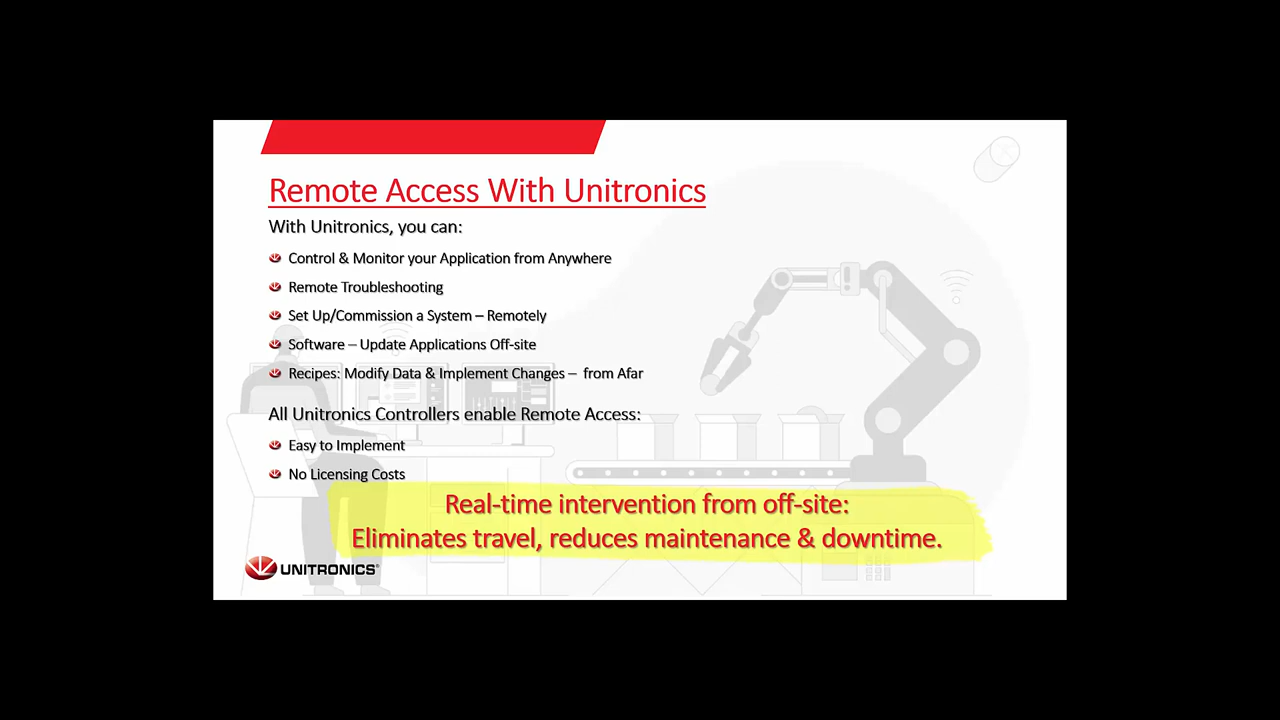 Remote Access With Unitronics
With Unitronics, you can:
Control & Monitor your Application from Anywhere
Remote Troubleshooting
Set Up/Commission a System – Remotely
Software – Update Applications Off-site
Recipes: Modify Data & Implement Changes – from Afar
All Unitronics Controllers enable Remote Access:
Easy to Implement
No Licensing Costs
Real-time intervention from off-site:
Eliminates travel, reduces maintenance & downtime.
UNITRONICS®